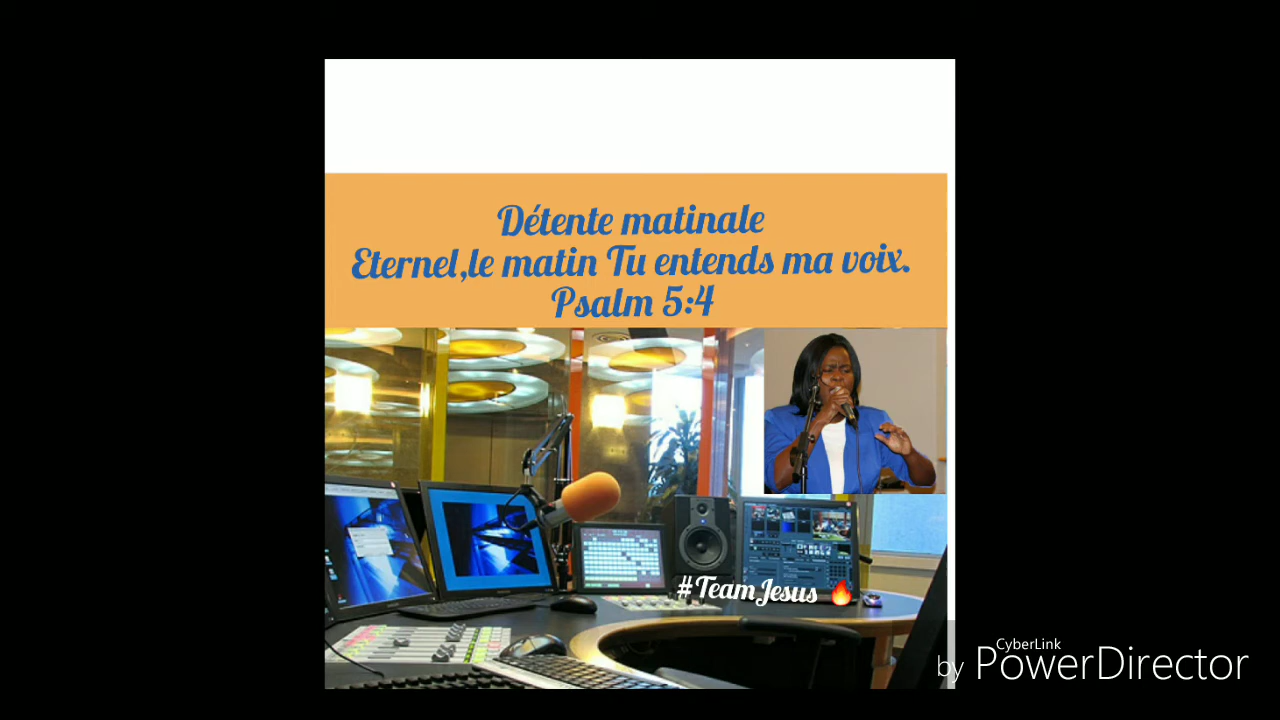 Détente matinale
Eternel,le matin Tu entends ma voix.
Psalm 5:4
#TeamJesus 🔥
CyberLink
by PowerDirector